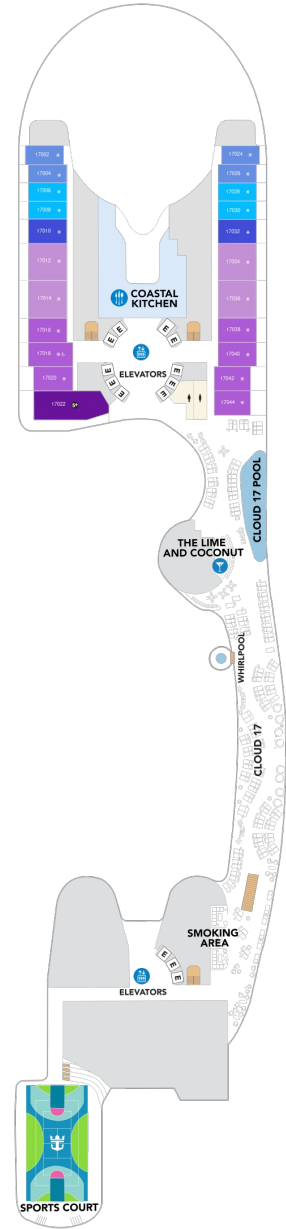 17002
17024
17004
17026
17006
17028
17008
17030
17010
17032
17012
17034
17014
17036
COASTAL
KITCHEN
17016
17038
E E E E
17018
17040
ELEVATORS
17020
17042
E E E E E E
17022
17044
CLOUD 17 POOL
THE LIME
AND COCONUT
WHIRLPOOL
CLOUD 17
SMOKING
AREA
E E E
ELEVATORS
SPORTS COURT